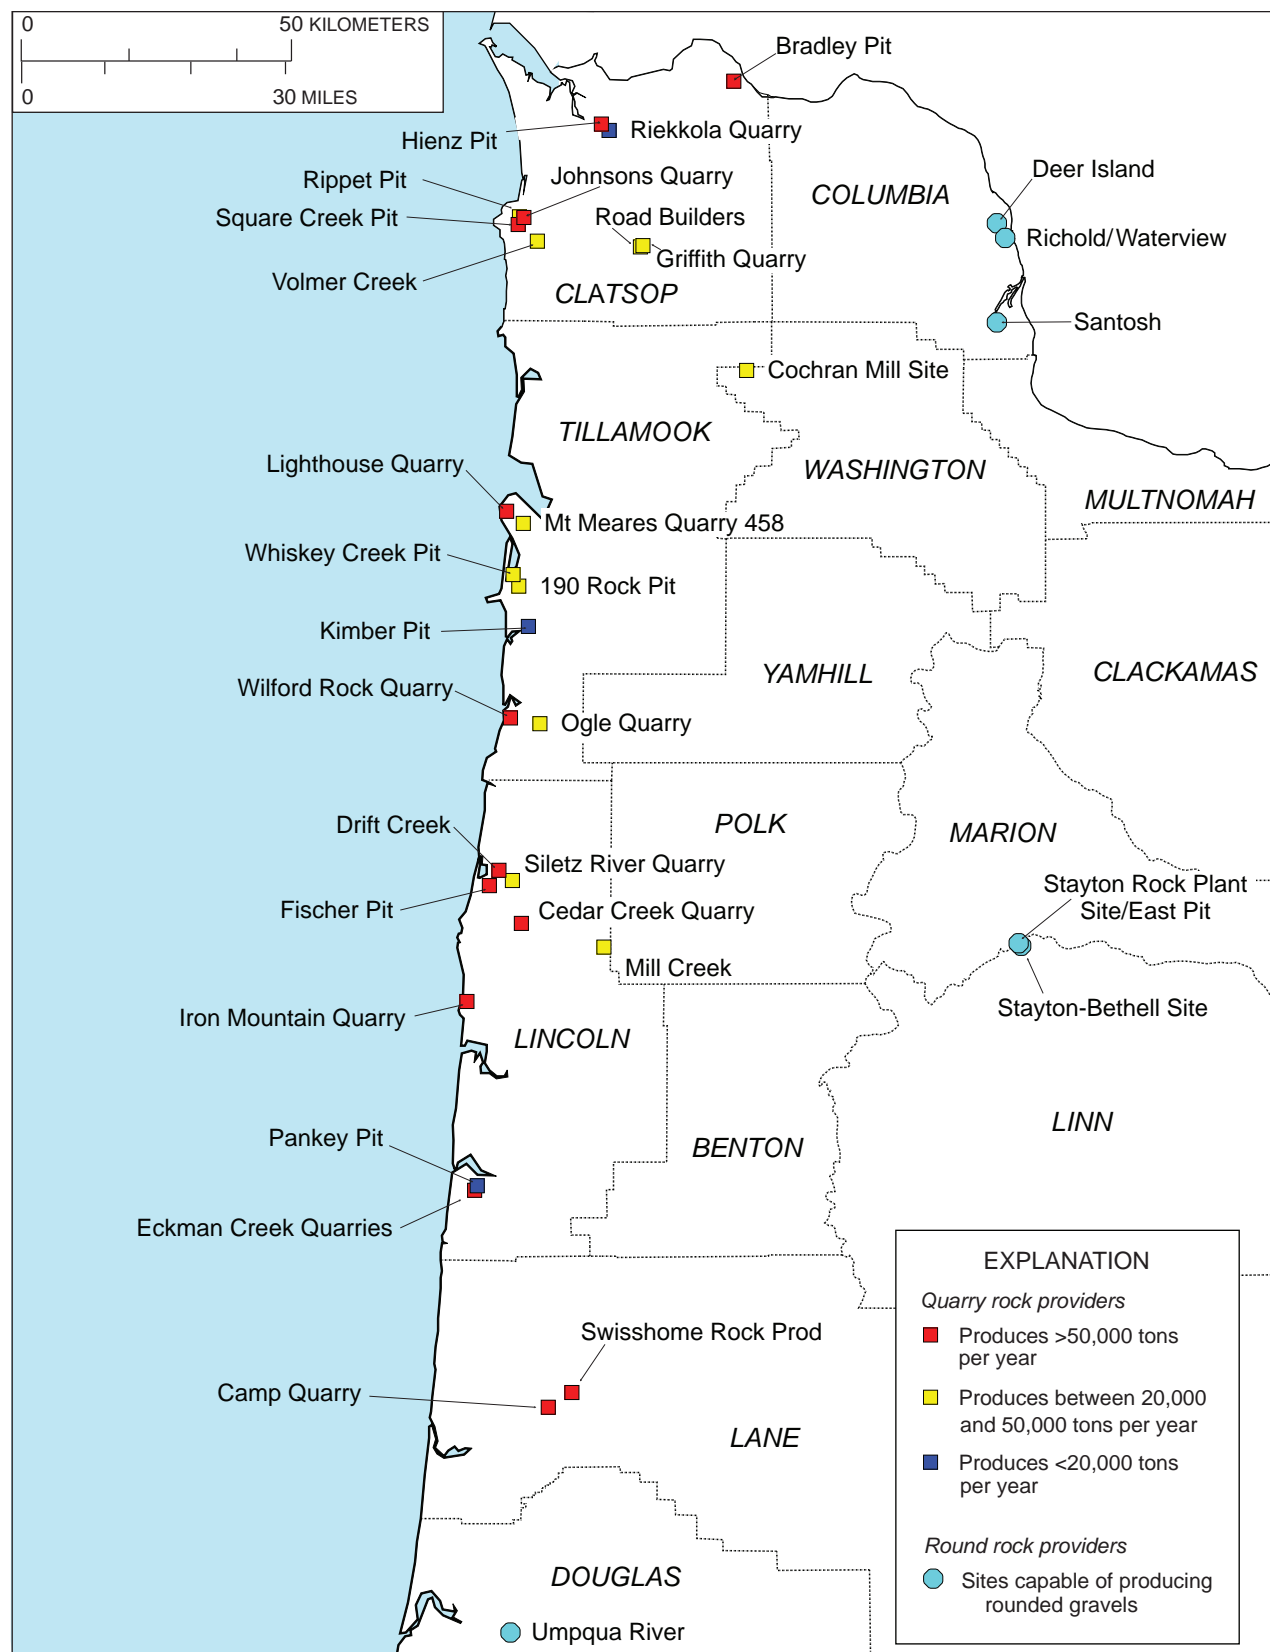 0 50 KILOMETERS
0 30 MILES
Bradley Pit
Hienz Pit
Riekkola Quarry
Deer Island
Rippet Pit
Johnsons Quarry
COLUMBIA
Square Creek Pit
Road Builders
Richold/Waterview
Griffith Quarry
Volmer Creek
CLATSOP
Santosh
Cochran Mill Site
TILLAMOOK
Lighthouse Quarry
WASHINGTON
MULTNOMAH
Mt Meares Quarry 458
Whiskey Creek Pit
190 Rock Pit
Kimber Pit
YAMHILL
CLACKAMAS
Wilford Rock Quarry
Ogle Quarry
Drift Creek
POLK
MARION
Siletz River Quarry
Stayton Rock Plant
Site/East Pit
Fischer Pit
Cedar Creek Quarry
Mill Creek
Stayton-Bethell Site
Iron Mountain Quarry
LINCOLN
LINN
Pankey Pit
BENTON
Eckman Creek Quarries
Swisshome Rock Prod
Camp Quarry
LANE
DOUGLAS
Umpqua River
EXPLANATION
Quarry rock providers
Produces >50,000 tons
per year
Produces between 20,000
and 50,000 tons per year
Produces <20,000 tons
per year
Round rock providers
Sites capable of producing
rounded gravels